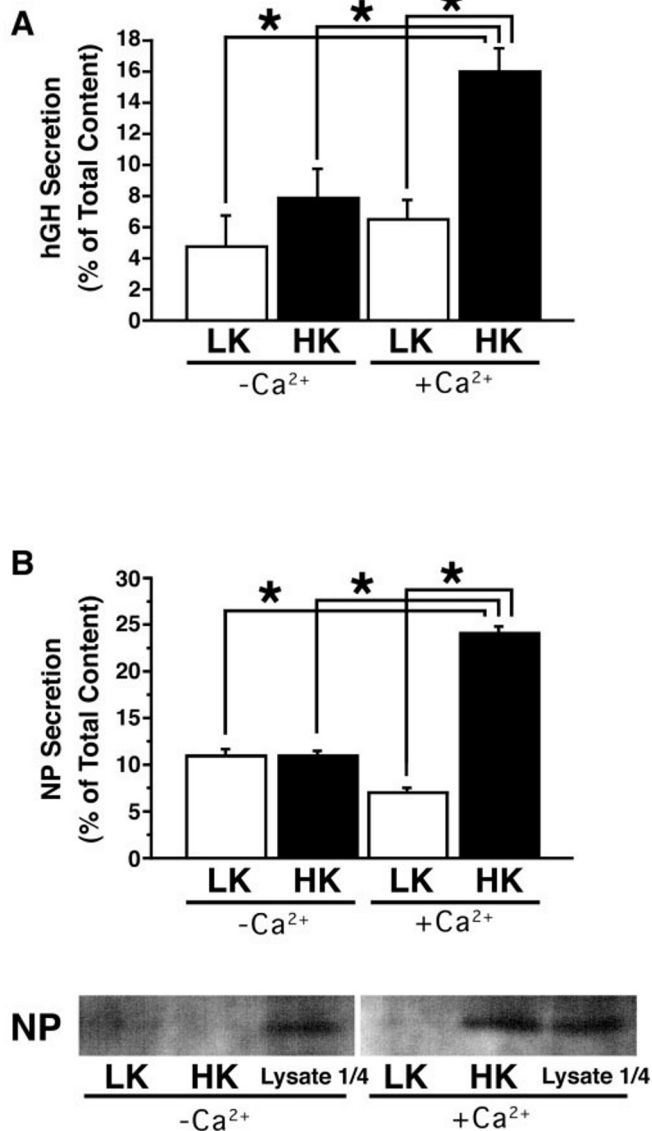 A
* * *
18
16
14
12
10
8
6
4
2
0
hGH Secretion
(% of Total Content)
LK HK LK HK
-Ca²⁺ +Ca²⁺
B
* * *
30
25
20
15
10
5
0
NP Secretion
(% of Total Content)
LK HK LK HK
-Ca²⁺ +Ca²⁺
NP
LK HK Lysate 1/4 LK HK Lysate 1/4
-Ca²⁺ +Ca²⁺